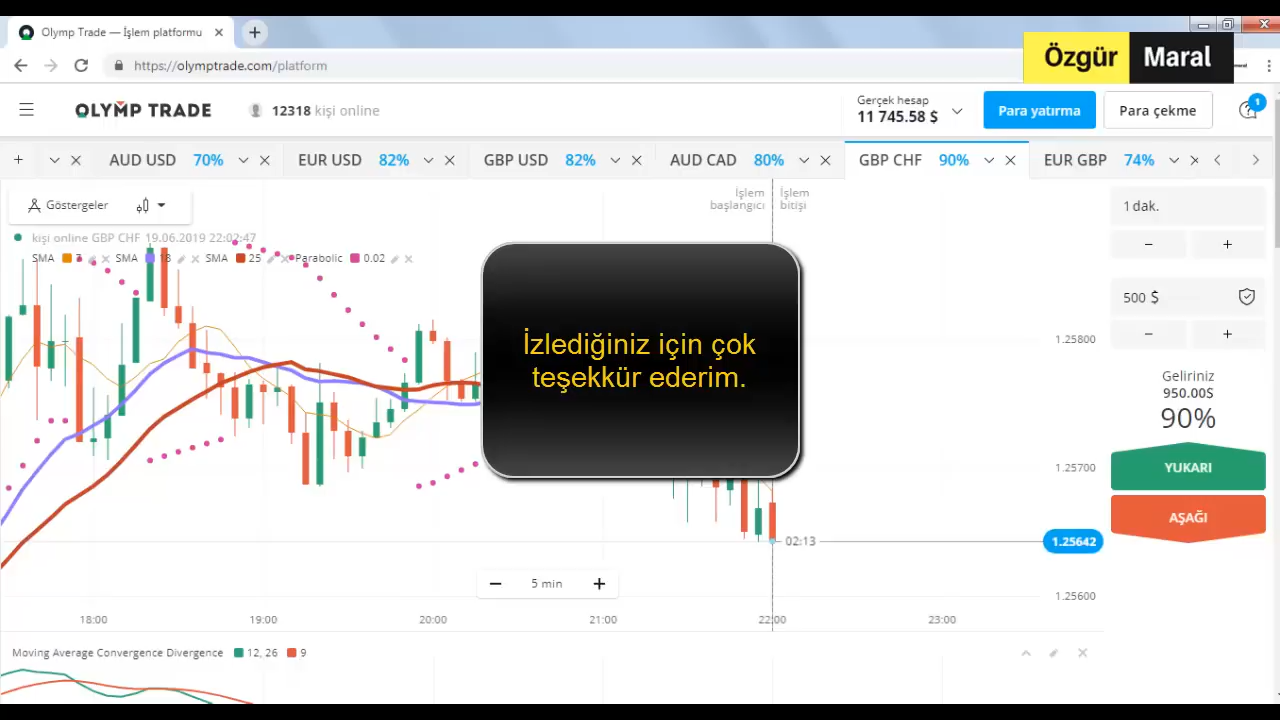 Olymp Trade — İşlem platformu
https://olymptrade.com/platform
Özgür Maral
OLYMP TRADE
12318 kişi online
Gerçek hesap
11 745.58 $
Para yatırma
Para çekme
1
AUD USD 70%
EUR USD 82%
GBP USD 82%
AUD CAD 80%
GBP CHF 90%
EUR GBP 74%
Göstergeler
İşlem başlangıcı
İşlem bitişi
kişi online GBP CHF 19.06.2019 22:02:47
SMA 7 SMA 18 SMA 25 Parabolic 0.02
İzlediğiniz için çok
teşekkür ederim.
1 dak.
− +
500 $
− +
Geliriniz
950.00$
90%
YUKARI
AŞAĞI
1.25800
1.25700
02:13
1.25642
1.25600
− 5 min +
18:00 19:00 20:00 21:00 22:00 23:00
Moving Average Convergence Divergence 12, 26 9